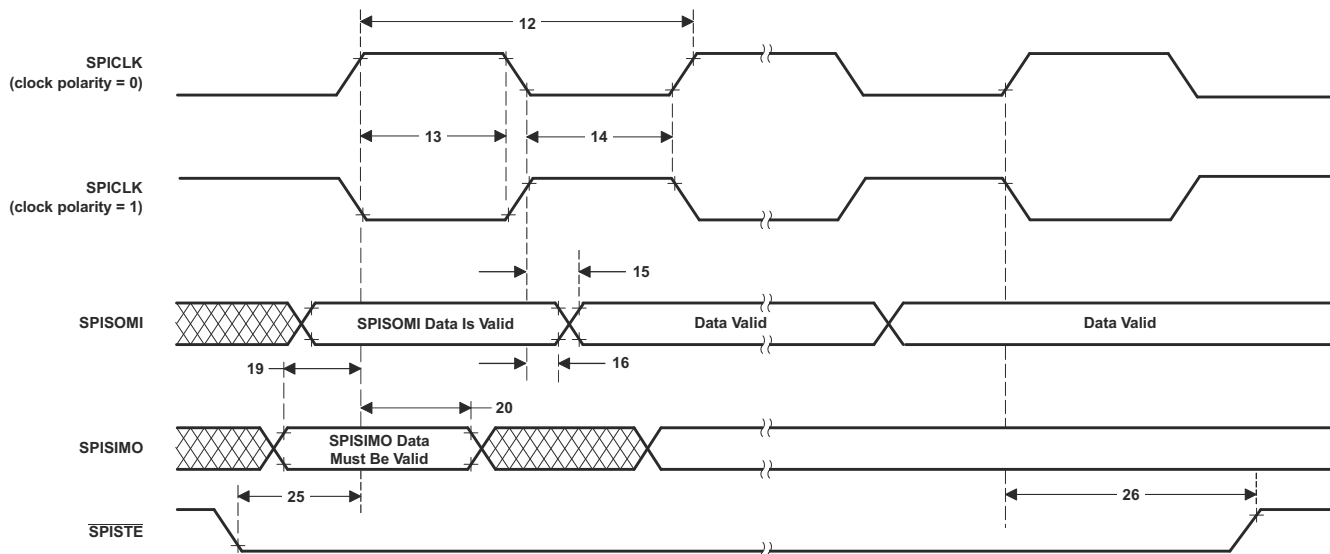 12
SPICLK
(clock polarity = 0)
13
14
SPICLK
(clock polarity = 1)
15
SPISOMI
SPISOMI Data Is Valid
Data Valid
Data Valid
19
16
20
SPISIMO
SPISIMO Data
Must Be Valid
25
26
SPISTE